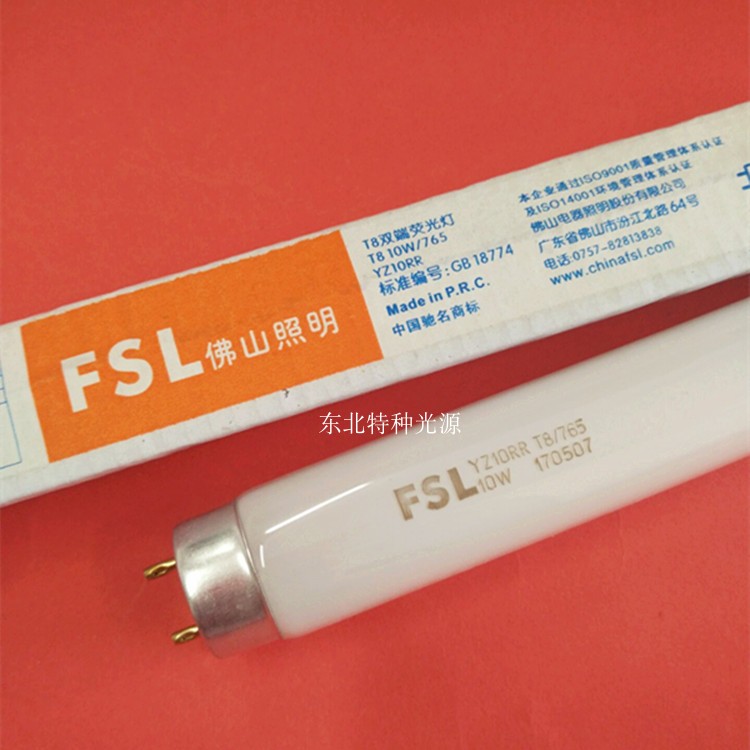 FSL 佛山照明
T8双端荧光灯
T8 10W/765
YZ10RR
标准编号:GB 18774
Made in P.R.C.
中国驰名商标
本企业通过ISO9001质量管理体系认证
及ISO14001环境管理体系认证
佛山电器照明股份有限公司
广东省佛山市汾江北路64号
电话:0757-82813838
www.chinafsl.com
东北特种光源
FSL YZ10RR T8/765
10W 170507